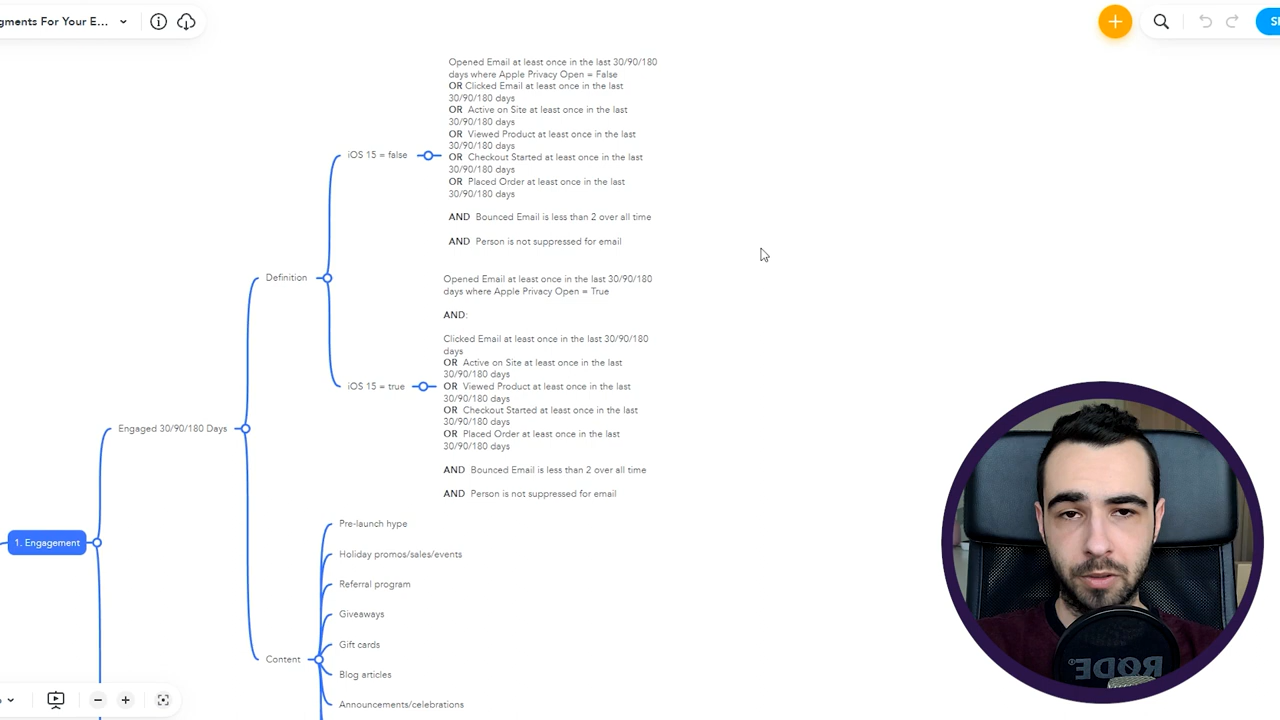 gments For Your E...
Opened Email at least once in the last 30/90/180
days where Apple Privacy Open = False
OR Clicked Email at least once in the last
30/90/180 days
OR Active on Site at least once in the last
30/90/180 days
OR Viewed Product at least once in the last
30/90/180 days
OR Checkout Started at least once in the last
30/90/180 days
OR Placed Order at least once in the last
30/90/180 days
AND Bounced Email is less than 2 over all time
AND Person is not suppressed for email
iOS 15 = false
Definition
Opened Email at least once in the last 30/90/180
days where Apple Privacy Open = True
AND:
Clicked Email at least once in the last 30/90/180
days
OR Active on Site at least once in the last
30/90/180 days
OR Viewed Product at least once in the last
30/90/180 days
OR Checkout Started at least once in the last
30/90/180 days
OR Placed Order at least once in the last
30/90/180 days
AND Bounced Email is less than 2 over all time
AND Person is not suppressed for email
iOS 15 = true
Engaged 30/90/180 Days
1. Engagement
Pre-launch hype
Holiday promos/sales/events
Referral program
Giveaways
Gift cards
Content
Blog articles
Announcements/celebrations
RØDE